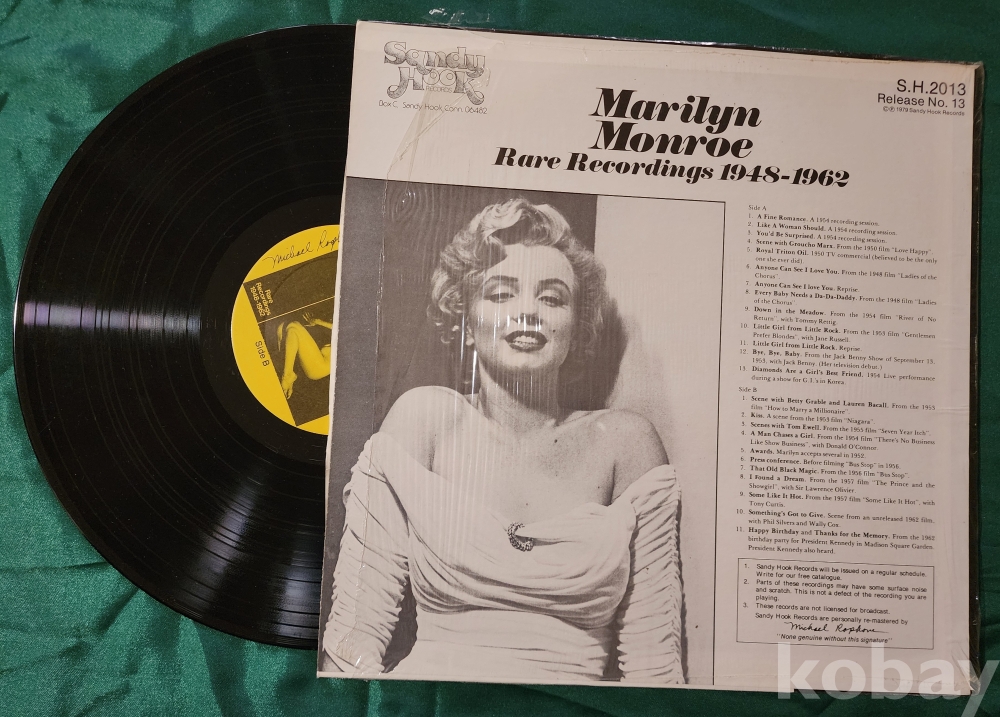 Sandy
Hook
RECORDS
Box C, Sandy Hook, Conn. 06482
S.H.2013
Release No. 13
©℗ 1979 Sandy Hook Records
Marilyn
Monroe
Rare Recordings 1948-1962
Side A
1. A Fine Romance. A 1954 recording session.
2. Like A Woman Should. A 1954 recording session.
3. You'd Be Surprised. A 1954 recording session.
4. Scene with Groucho Marx. From the 1950 film "Love Happy".
5. Royal Triton Oil. 1950 TV commercial (believed to be the only
one she ever did).
6. Anyone Can See I Love You. From the 1948 film "Ladies of the
Chorus"
7. Anyone Can See I love You. Reprise.
8. Every Baby Needs a Da-Da-Daddy. From the 1948 film "Ladies
of the Chorus"
9. Down in the Meadow. From the 1954 film "River of No
Return", with Tommy Rettig.
10. Little Girl from Little Rock. From the 1953 film "Gentlemen
Prefer Blondes", with Jane Russell.
11. Little Girl from Little Rock. Reprise.
12. Bye, Bye, Baby. From the Jack Benny Show of September 13,
1953, with Jack Benny. (Her television debut.)
13. Diamonds Are a Girl's Best Friend. 1954 Live performance
during a show for G.I.'s in Korea
Side B
1. Scene with Betty Grable and Lauren Bacall. From the 1953
film "How to Marry a Millionaire".
2. Kiss. A scene from the 1953 film "Niagara".
3. Scenes with Tom Ewell. From the 1955 film "Seven Year Itch".
4. A Man Chases a Girl. From the 1954 film "There's No Business
Like Show Business", with Donald O'Connor.
5. Awards. Marilyn accepts several in 1952.
6. Press conference. Before filming "Bus Stop" in 1956.
7. That Old Black Magic. From the 1956 film "Bus Stop".
8. I Found a Dream. From the 1957 film "The Prince and the
Showgirl", with Sir Lawrence Olivier.
9. Some Like It Hot. From the 1957 film "Some Like It Hot", with
Tony Curtis.
10. Something's Got to Give. Scene from an unreleased 1962 film,
with Phil Silvers and Wally Cox.
11. Happy Birthday and Thanks for the Memory. From the 1962
birthday party for President Kennedy in Madison Square Garden.
President Kennedy also heard.
1. Sandy Hook Records will be issued on a regular schedule.
Write for our free catalogue.
2. Parts of these recordings may have some surface noise
and scratch. This is not a defect of the recording you are
playing.
3. These records are not licensed for broadcast.
Sandy Hook Records are personally re-mastered by
Michael
"None genuine without this signature"
Michael
Rare
Recordings
1948-1962
Side B
kobay